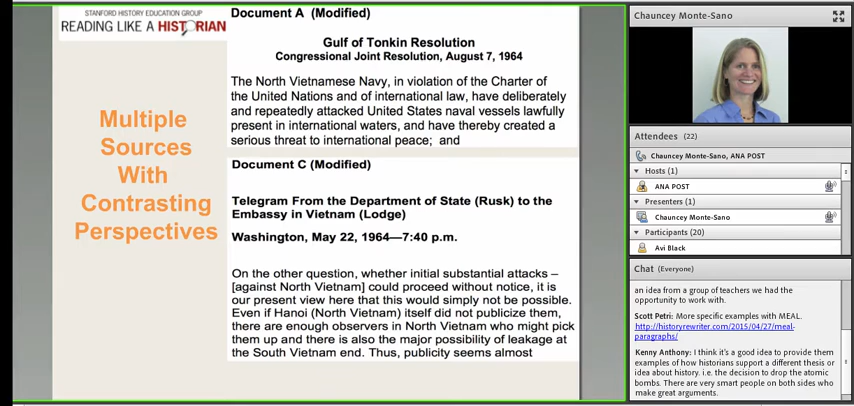 STANFORD HISTORY EDUCATION GROUP
READING LIKE A HISTORIAN
Multiple
Sources
With
Contrasting
Perspectives
Document A (Modified)
Gulf of Tonkin Resolution
Congressional Joint Resolution, August 7, 1964
The North Vietnamese Navy, in violation of the Charter of
the United Nations and of international law, have deliberately
and repeatedly attacked United States naval vessels lawfully
present in international waters, and have thereby created a
serious threat to international peace; and
Document C (Modified)
Telegram From the Department of State (Rusk) to the
Embassy in Vietnam (Lodge)
Washington, May 22, 1964—7:40 p.m.
On the other question, whether initial substantial attacks –
[against North Vietnam] could proceed without notice, it is
our present view here that this would simply not be possible.
Even if Hanoi (North Vietnam) itself did not publicize them,
there are enough observers in North Vietnam who might pick
them up and there is also the major possibility of leakage at
the South Vietnam end. Thus, publicity seems almost
Chauncey Monte-Sano
Attendees (22)
Chauncey Monte-Sano, ANA POST
Hosts (1)
ANA POST
Presenters (1)
Chauncey Monte-Sano
Participants (20)
Avi Black
Chat (Everyone)
an idea from a group of teachers we had the
opportunity to work with.
Scott Petri: More specific examples with MEAL.
http://historyrewriter.com/2015/04/27/meal-
paragraphs/
Kenny Anthony: I think it's a good idea to provide them
examples of how historians support a different thesis or
idea about history. i.e. the decision to drop the atomic
bombs. There are very smart people on both sides who
make great arguments.